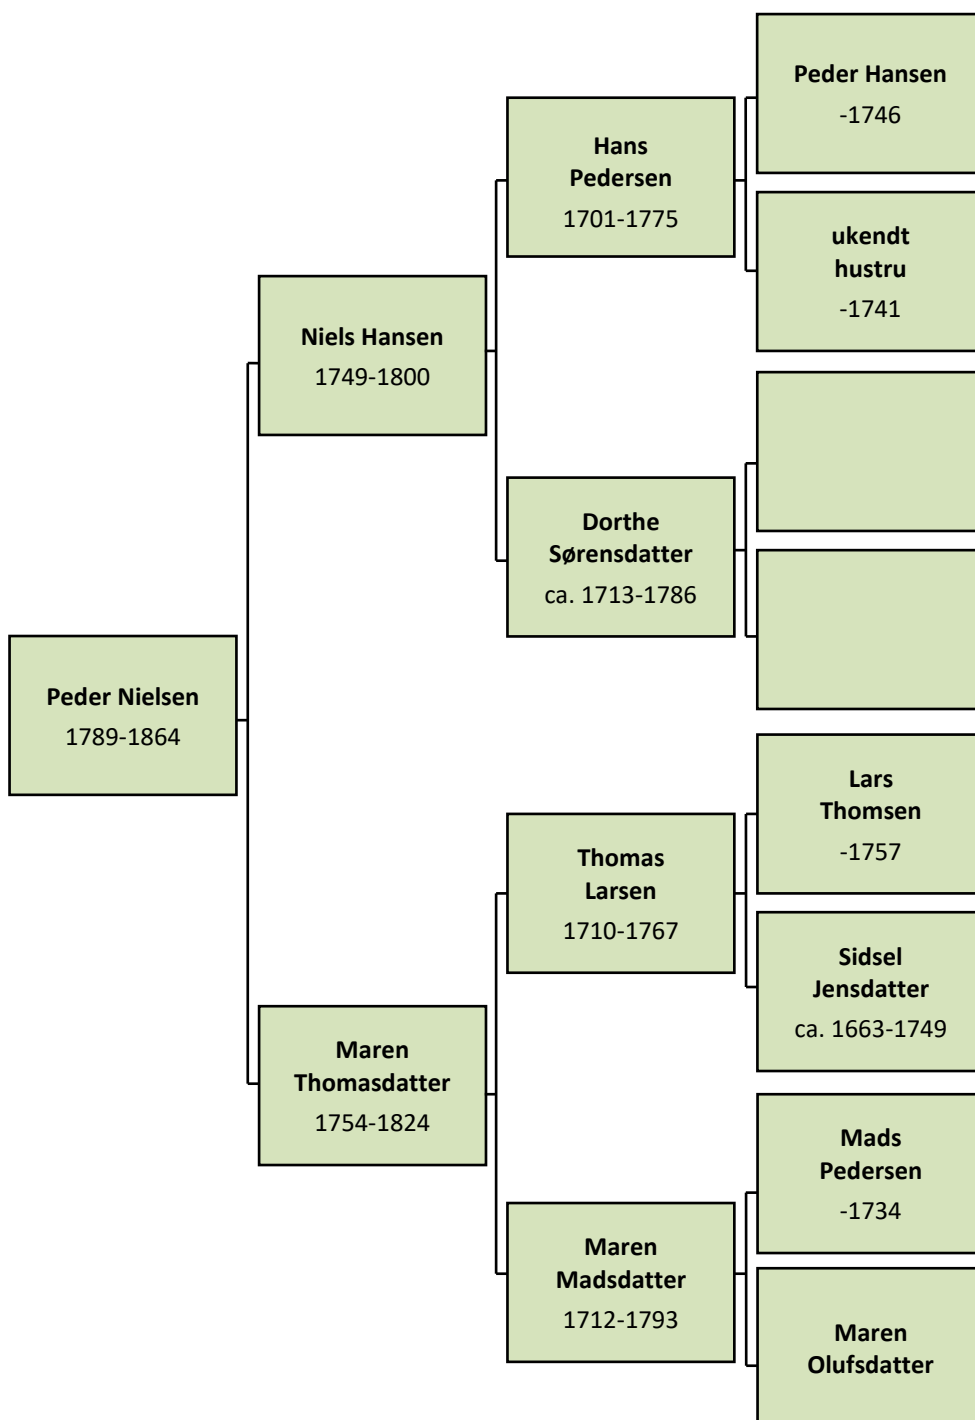 Peder Hansen
-1746
Hans
Pedersen
1701-1775
ukendt
hustru
-1741
Niels Hansen
1749-1800
Dorthe
Sørensdatter
ca. 1713-1786
Peder Nielsen
1789-1864
Lars
Thomsen
-1757
Thomas
Larsen
1710-1767
Sidsel
Jensdatter
ca. 1663-1749
Maren
Thomasdatter
1754-1824
Mads
Pedersen
-1734
Maren
Madsdatter
1712-1793
Maren
Olufsdatter